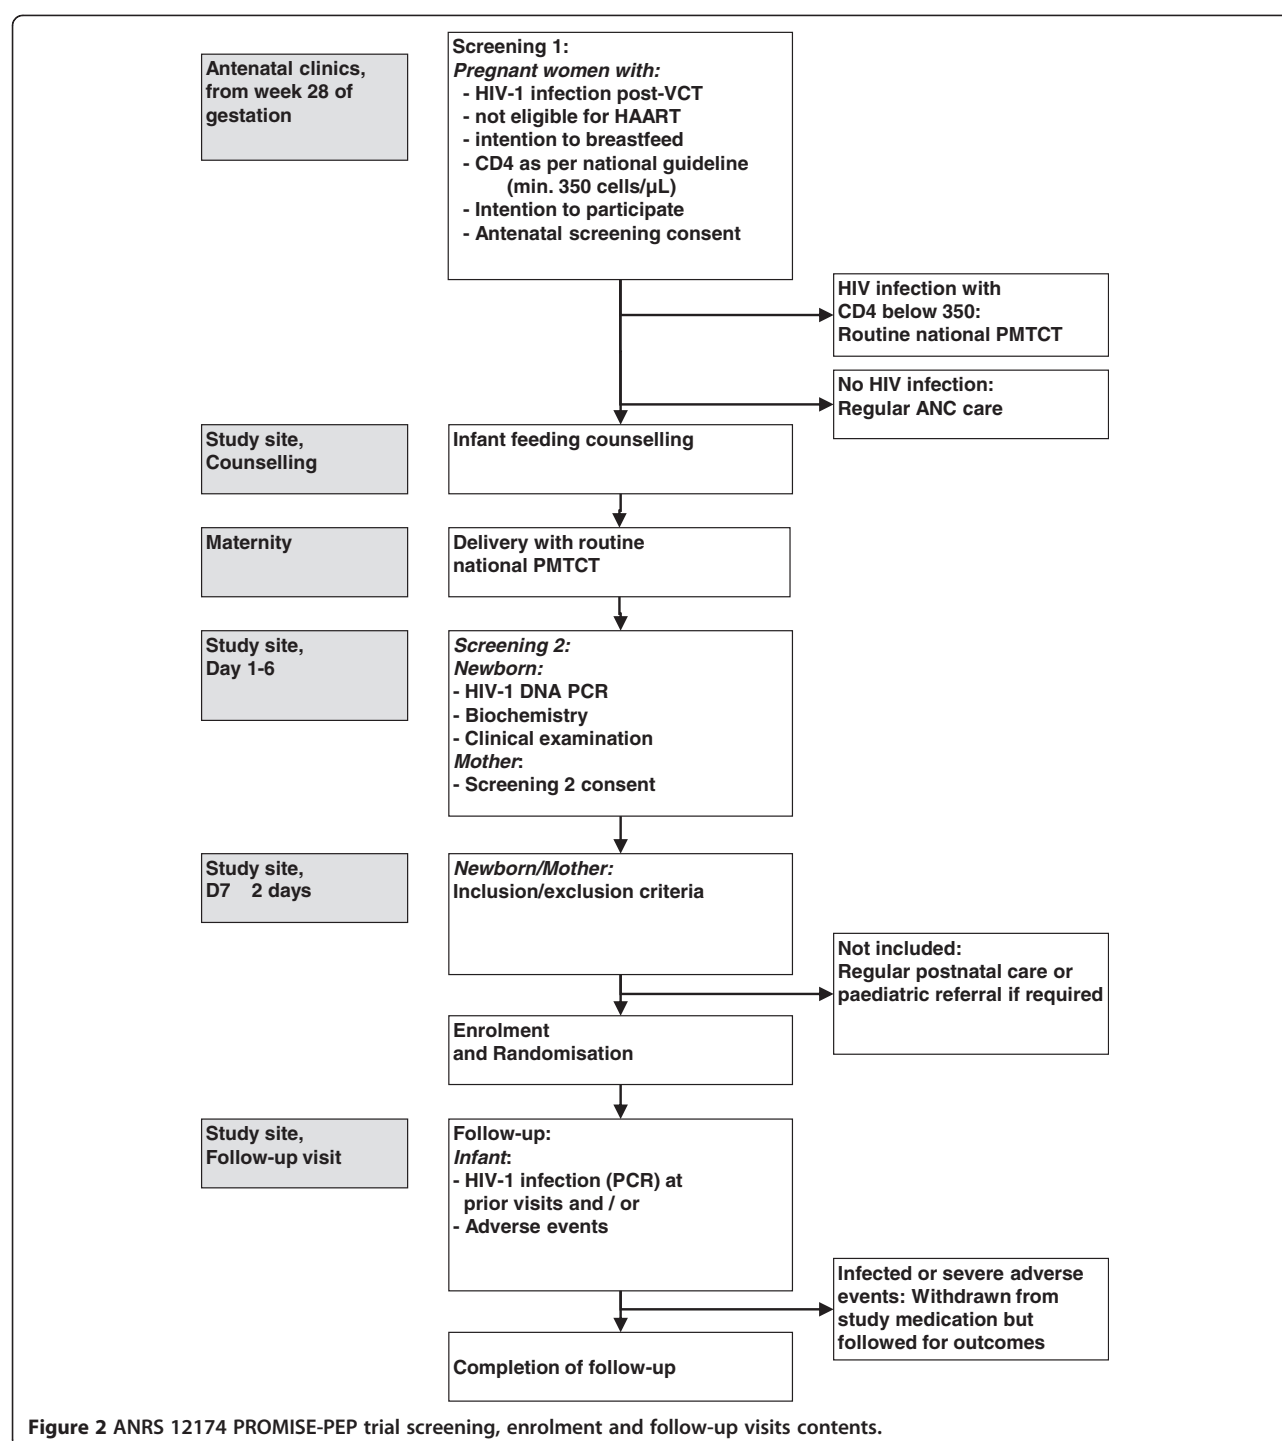 Antenatal clinics,
from week 28 of
gestation
Screening 1:
Pregnant women with:
- HIV-1 infection post-VCT
- not eligible for HAART
- intention to breastfeed
- CD4 as per national guideline
(min. 350 cells/µL)
- Intention to participate
- Antenatal screening consent
HIV infection with
CD4 below 350:
Routine national PMTCT
No HIV infection:
Regular ANC care
Study site,
Counselling
Infant feeding counselling
Maternity
Delivery with routine
national PMTCT
Study site,
Day 1-6
Screening 2:
Newborn:
- HIV-1 DNA PCR
- Biochemistry
- Clinical examination
Mother:
- Screening 2 consent
Study site,
D7 2 days
Newborn/Mother:
Inclusion/exclusion criteria
Not included:
Regular postnatal care or
paediatric referral if required
Enrolment
and Randomisation
Study site,
Follow-up visit
Follow-up:
Infant:
- HIV-1 infection (PCR) at
prior visits and / or
- Adverse events
Infected or severe adverse
events: Withdrawn from
study medication but
followed for outcomes
Completion of follow-up
Figure 2 ANRS 12174 PROMISE-PEP trial screening, enrolment and follow-up visits contents.